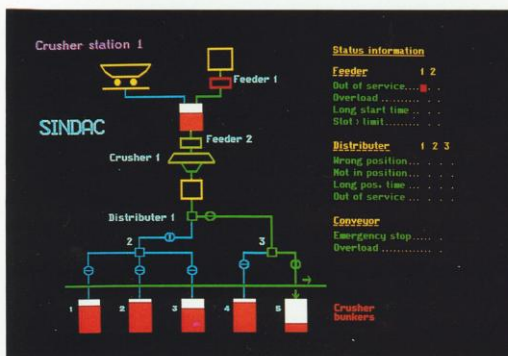 Crusher station 1
Feeder 1
SINDAC
Feeder 2
Crusher 1
Distributer 1
2
3
1
2
3
4
5
Crusher
bunkers
Status information
Feeder 1 2
Out of service
Overload ........ . .
Long start time . .
Slot : limit..... . .
Distributer 1 2 3
Wrong position... . . .
Not in position.. . . .
Long pos. time . . .
Out of service .. . . .
Conveyor
Emergency stop..... .
Overload ............ .